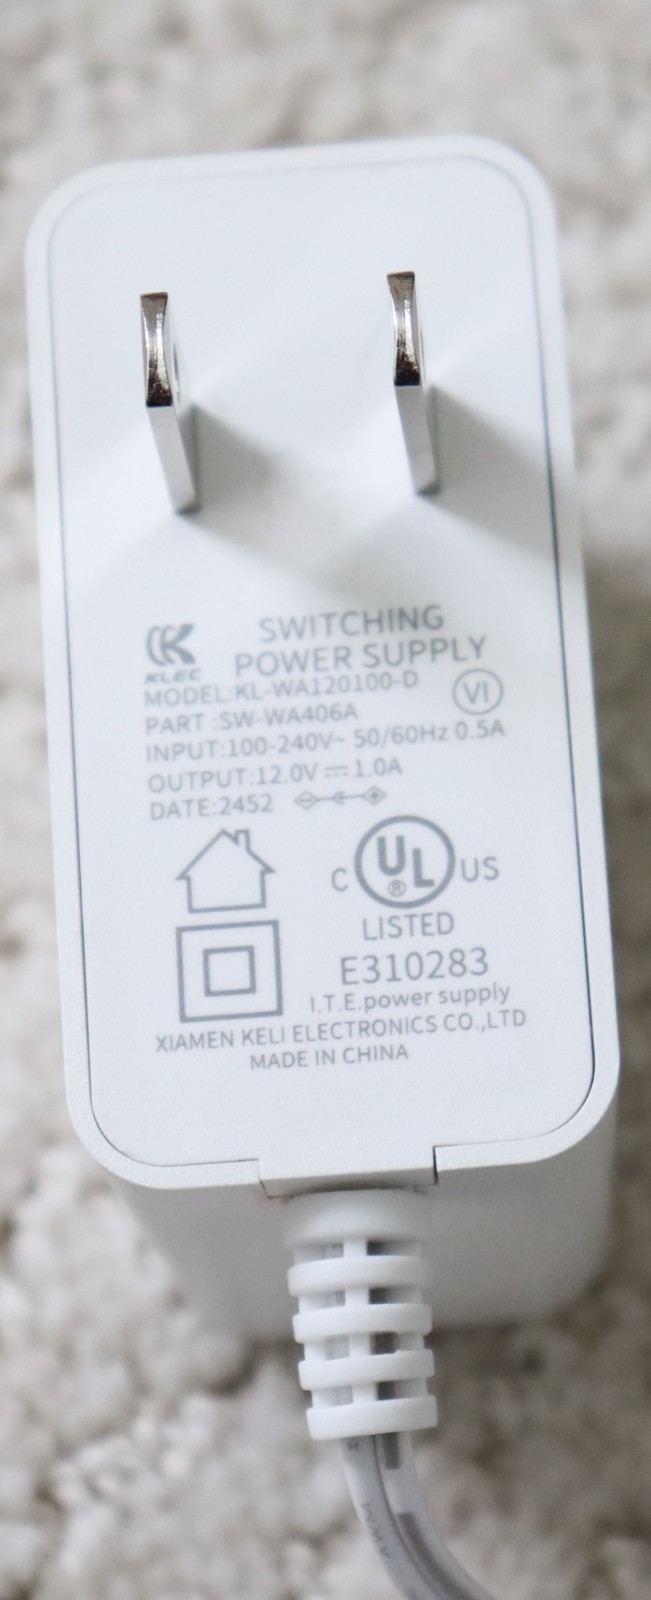 SWITCHING
POWER SUPPLY
KLEC
MODEL:KL-WA120100-D
VI
PART :SW-WA406A
INPUT:100-240V~ 50/60Hz 0.5A
OUTPUT:12.0V⎓1.0A
DATE:2452
C UL® US
LISTED
E310283
I.T.E.power supply
XIAMEN KELI ELECTRONICS CO.,LTD
MADE IN CHINA
AWM